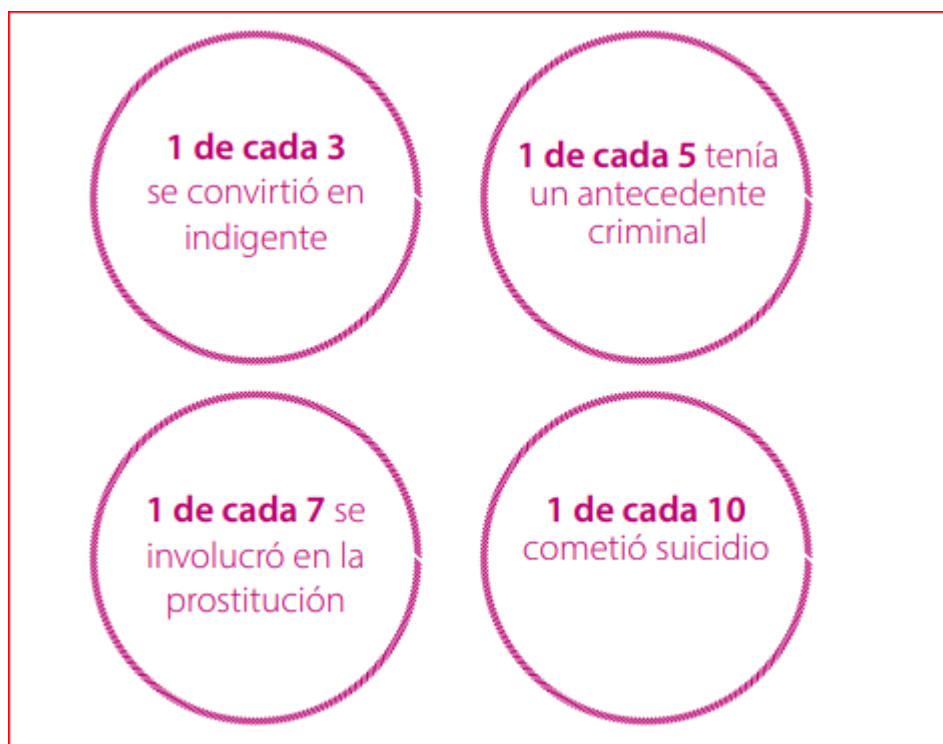 1 de cada 3
se convirtió en
indigente
1 de cada 5 tenía
un antecedente
criminal
1 de cada 7 se
involucró en la
prostitución
1 de cada 10
cometió suicidio